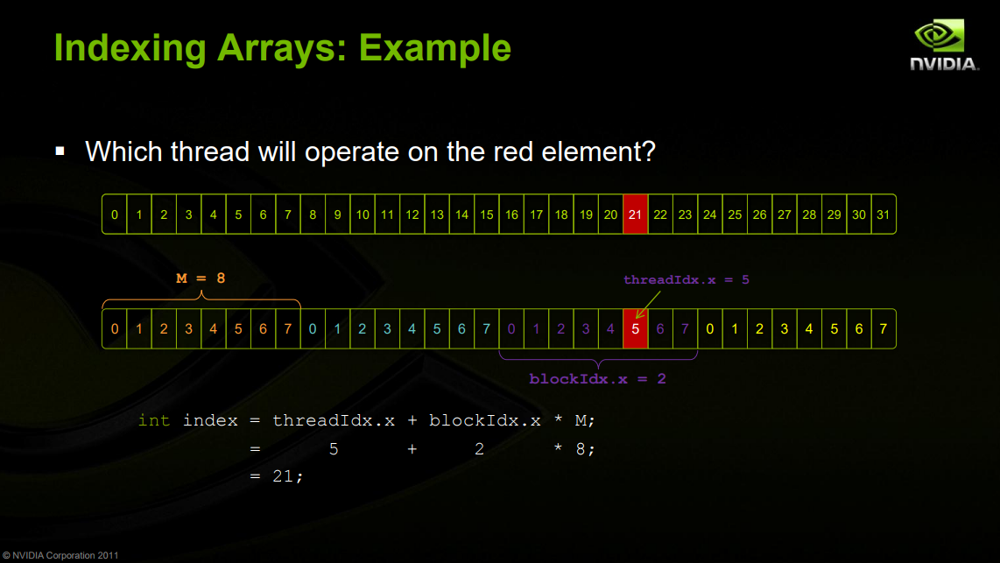 Indexing Arrays: Example
NVIDIA.
▪ Which thread will operate on the red element?
0 1 2 3 4 5 6 7 8 9 10 11 12 13 14 15 16 17 18 19 20 21 22 23 24 25 26 27 28 29 30 31
M = 8
threadIdx.x = 5
0 1 2 3 4 5 6 7 0 1 2 3 4 5 6 7 0 1 2 3 4 5 6 7 0 1 2 3 4 5 6 7
blockIdx.x = 2
int index = threadIdx.x + blockIdx.x * M;
= 5 + 2 * 8;
= 21;
© NVIDIA Corporation 2011